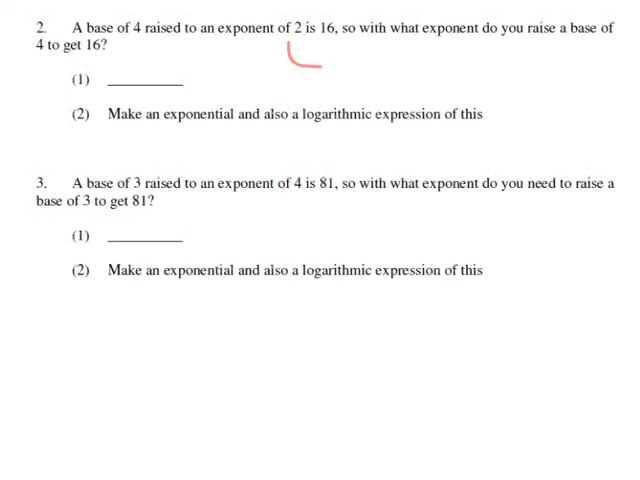 2. A base of 4 raised to an exponent of 2 is 16, so with what exponent do you raise a base of
4 to get 16?
(1) __________
(2) Make an exponential and also a logarithmic expression of this
3. A base of 3 raised to an exponent of 4 is 81, so with what exponent do you need to raise a
base of 3 to get 81?
(1) __________
(2) Make an exponential and also a logarithmic expression of this